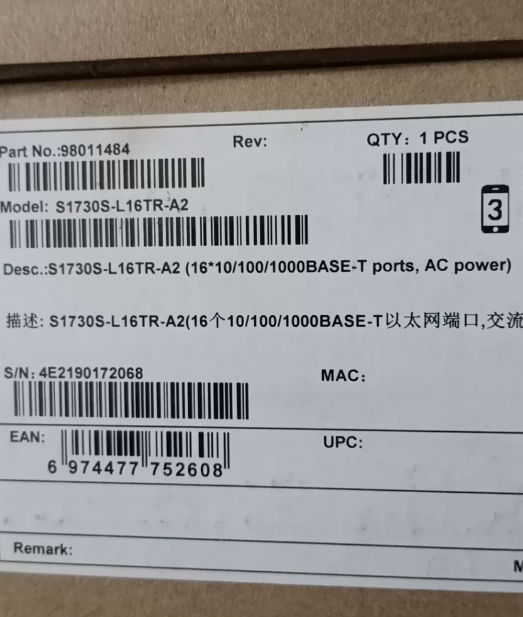 Part No.:98011484
Rev:
QTY: 1 PCS
Model: S1730S-L16TR-A2
3
Desc.:S1730S-L16TR-A2 (16*10/100/1000BASE-T ports, AC power)
描述: S1730S-L16TR-A2(16个10/100/1000BASE-T以太网端口,交流
S/N: 4E2190172068
MAC:
EAN:
6 974477 752608
UPC:
Remark: